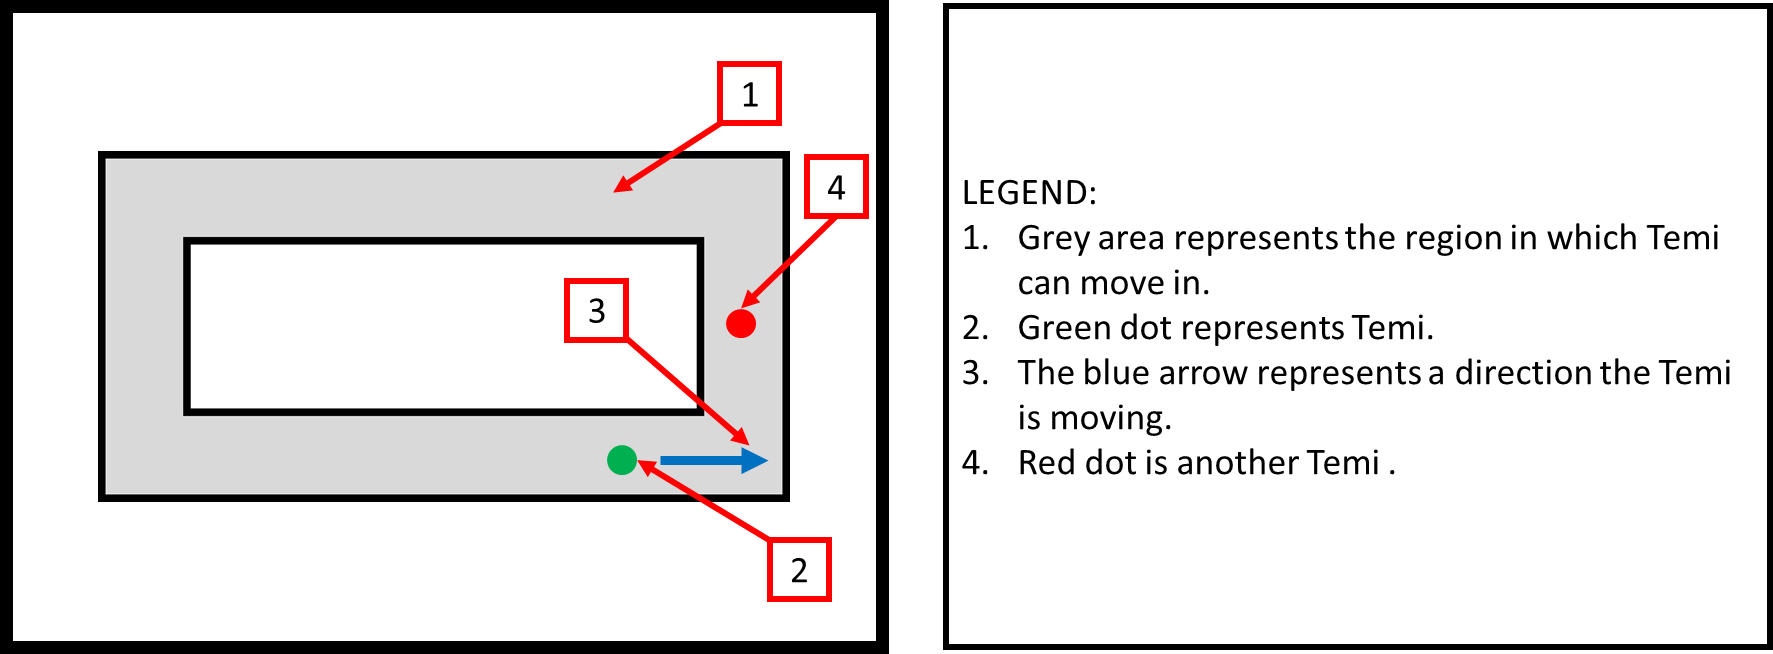 1
4
3
2
LEGEND:
1. Grey area represents the region in which Temi
can move in.
2. Green dot represents Temi.
3. The blue arrow represents a direction the Temi
is moving.
4. Red dot is another Temi .